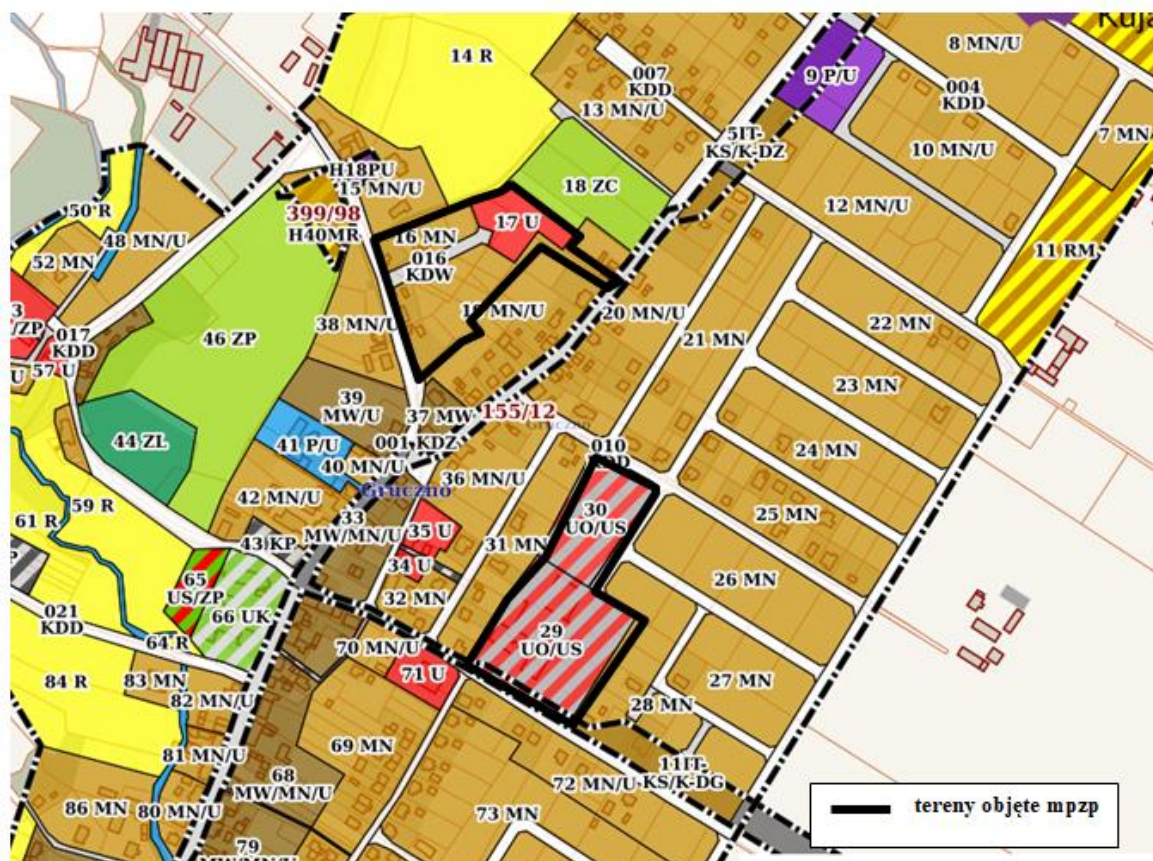 Kuja
14 R
8 MN/U
9 P/U
007
KDD
004
KDD
13 MN/U
7 MN
5IT-
KS/K-DZ
10 MN/U
H18PU
15 MN/U
18 ZC
12 MN/U
50 R
399/98
H40MR
48 MN/U
17 U
16 MN
11 RM
52 MN
016
KDW
3
/ZP
017
KDD
38 MN/U
MN/U
20 MN/U
22 MN
46 ZP
21 MN
57 U
U
23 MN
39
MW/U
37 MW
155/12
Gruczno
44 ZL
41 P/U
001 KDZ
010
KDD
24 MN
40 MN/U
36 MN/U
Gruczno
42 MN/U
59 R
30
UO/US
25 MN
61 R
33
MW/MN/U
35 U
43 KP
31 MN
P
34 U
26 MN
65
US/ZP
66 UK
32 MN
021
KDD
29
UO/US
64 R
70 MN/U
71 U
27 MN
84 R
83 MN
82 MN/U
28 MN
69 MN
81 MN/U
11IT-
KS/K-DG
68
MW/MN/U
72 MN/U
86 MN
80 MN/U
73 MN
tereny objęte mpzp
79
MW/MN/U